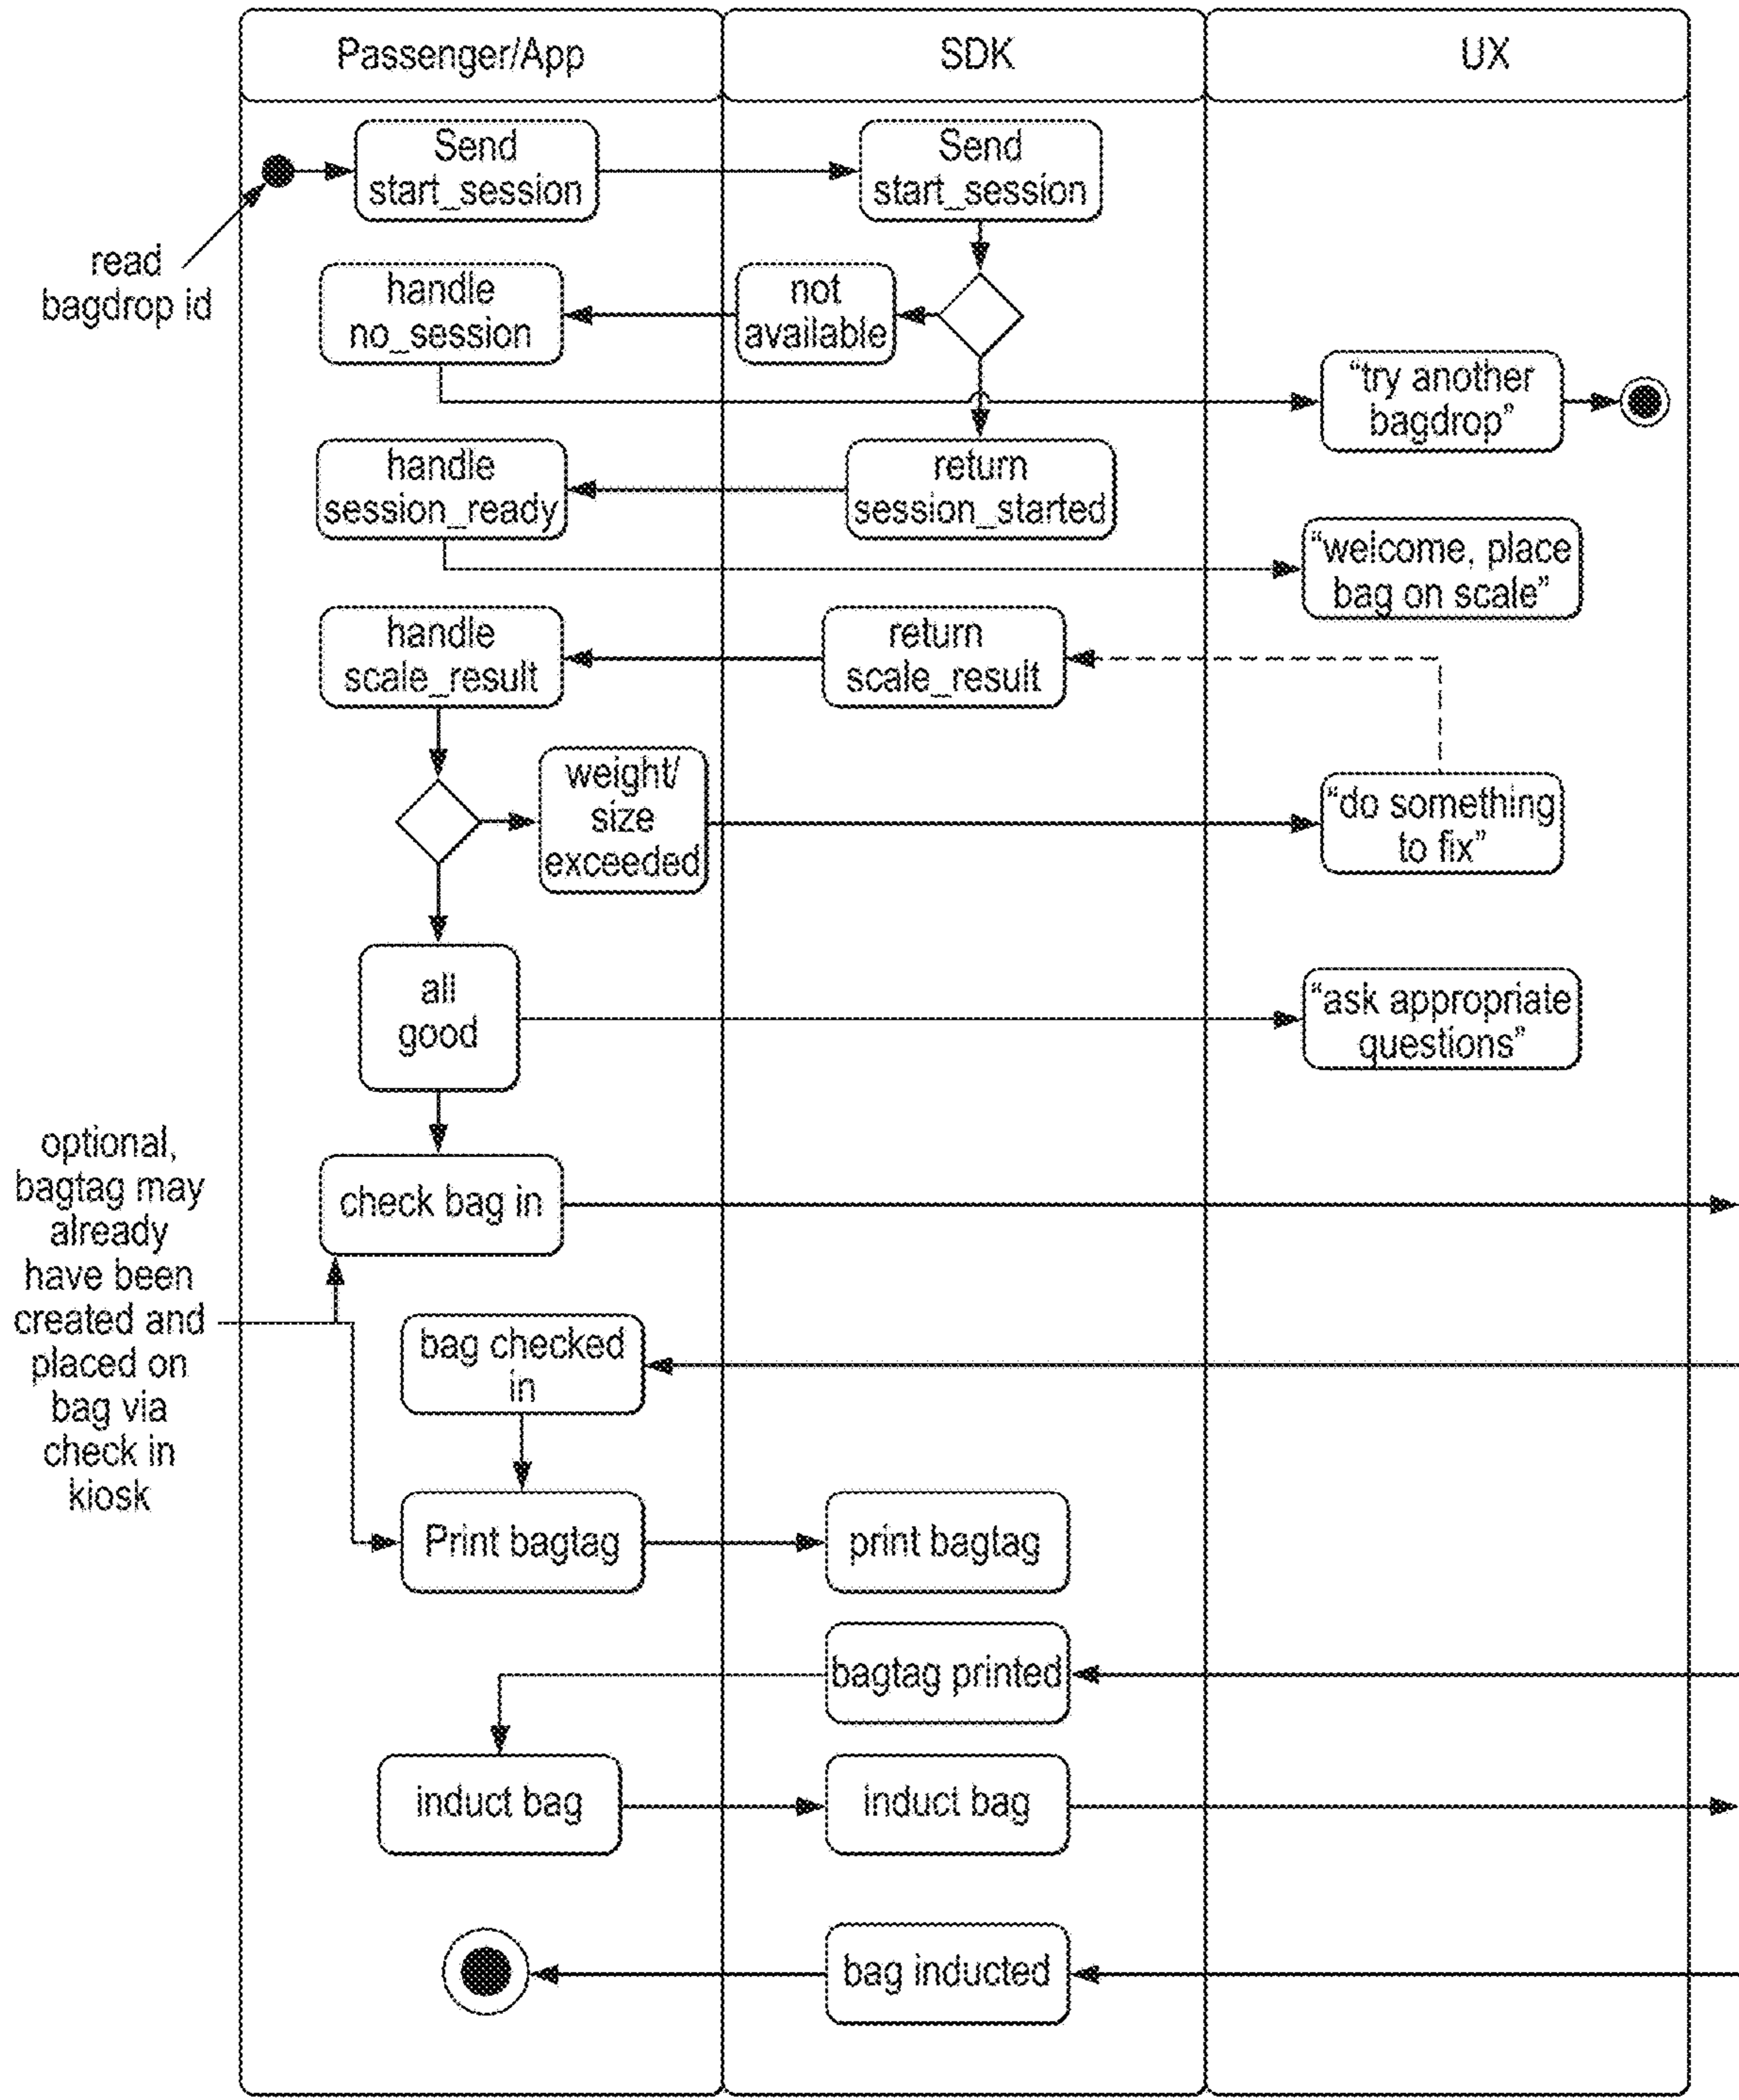 Passenger/App
SDK
UX
Send
start_session
Send
start_session
read
bagdrop id
handle
no_session
not
available
“try another
bagdrop”
handle
session_ready
return
session_started
“welcome, place
bag on scale”
handle
scale_result
return
scale_result
weight/
size
exceeded
“do something
to fix”
all
good
“ask appropriate
questions”
optional,
bagtag may
already
have been
created and
placed on
bag via
check in
kiosk
check bag in
bag checked
in
Print bagtag
print bagtag
bagtag printed
induct bag
induct bag
bag inducted